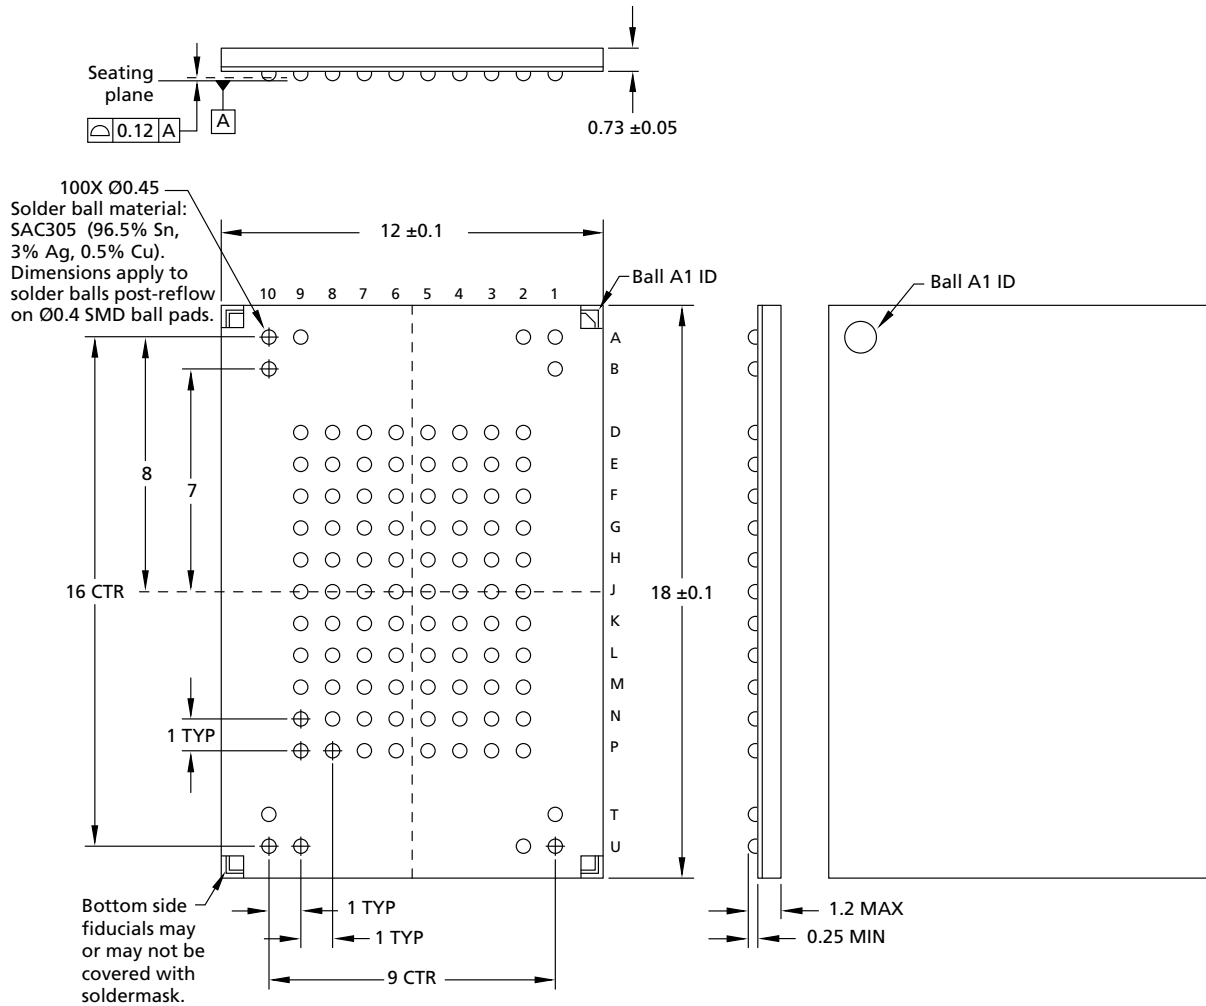 Seating
plane
0.12 A
A
0.73 ±0.05
100X Ø0.45
Solder ball material:
SAC305 (96.5% Sn,
3% Ag, 0.5% Cu).
Dimensions apply to
solder balls post-reflow
on Ø0.4 SMD ball pads.
12 ±0.1
Ball A1 ID
Ball A1 ID
10 9 8 7 6 5 4 3 2 1
A
B
D
E
F
G
H
J
K
L
M
N
P
T
U
8
7
16 CTR
18 ±0.1
1 TYP
Bottom side
fiducials may
or may not be
covered with
soldermask.
1 TYP
1 TYP
9 CTR
1.2 MAX
0.25 MIN